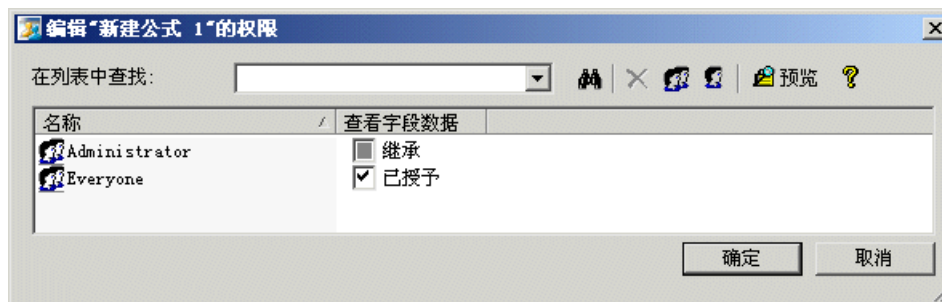 编辑“新建公式 1”的权限
在列表中查找:
预览
名称 查看字段数据
Administrator 继承
Everyone 已授予
确定 取消